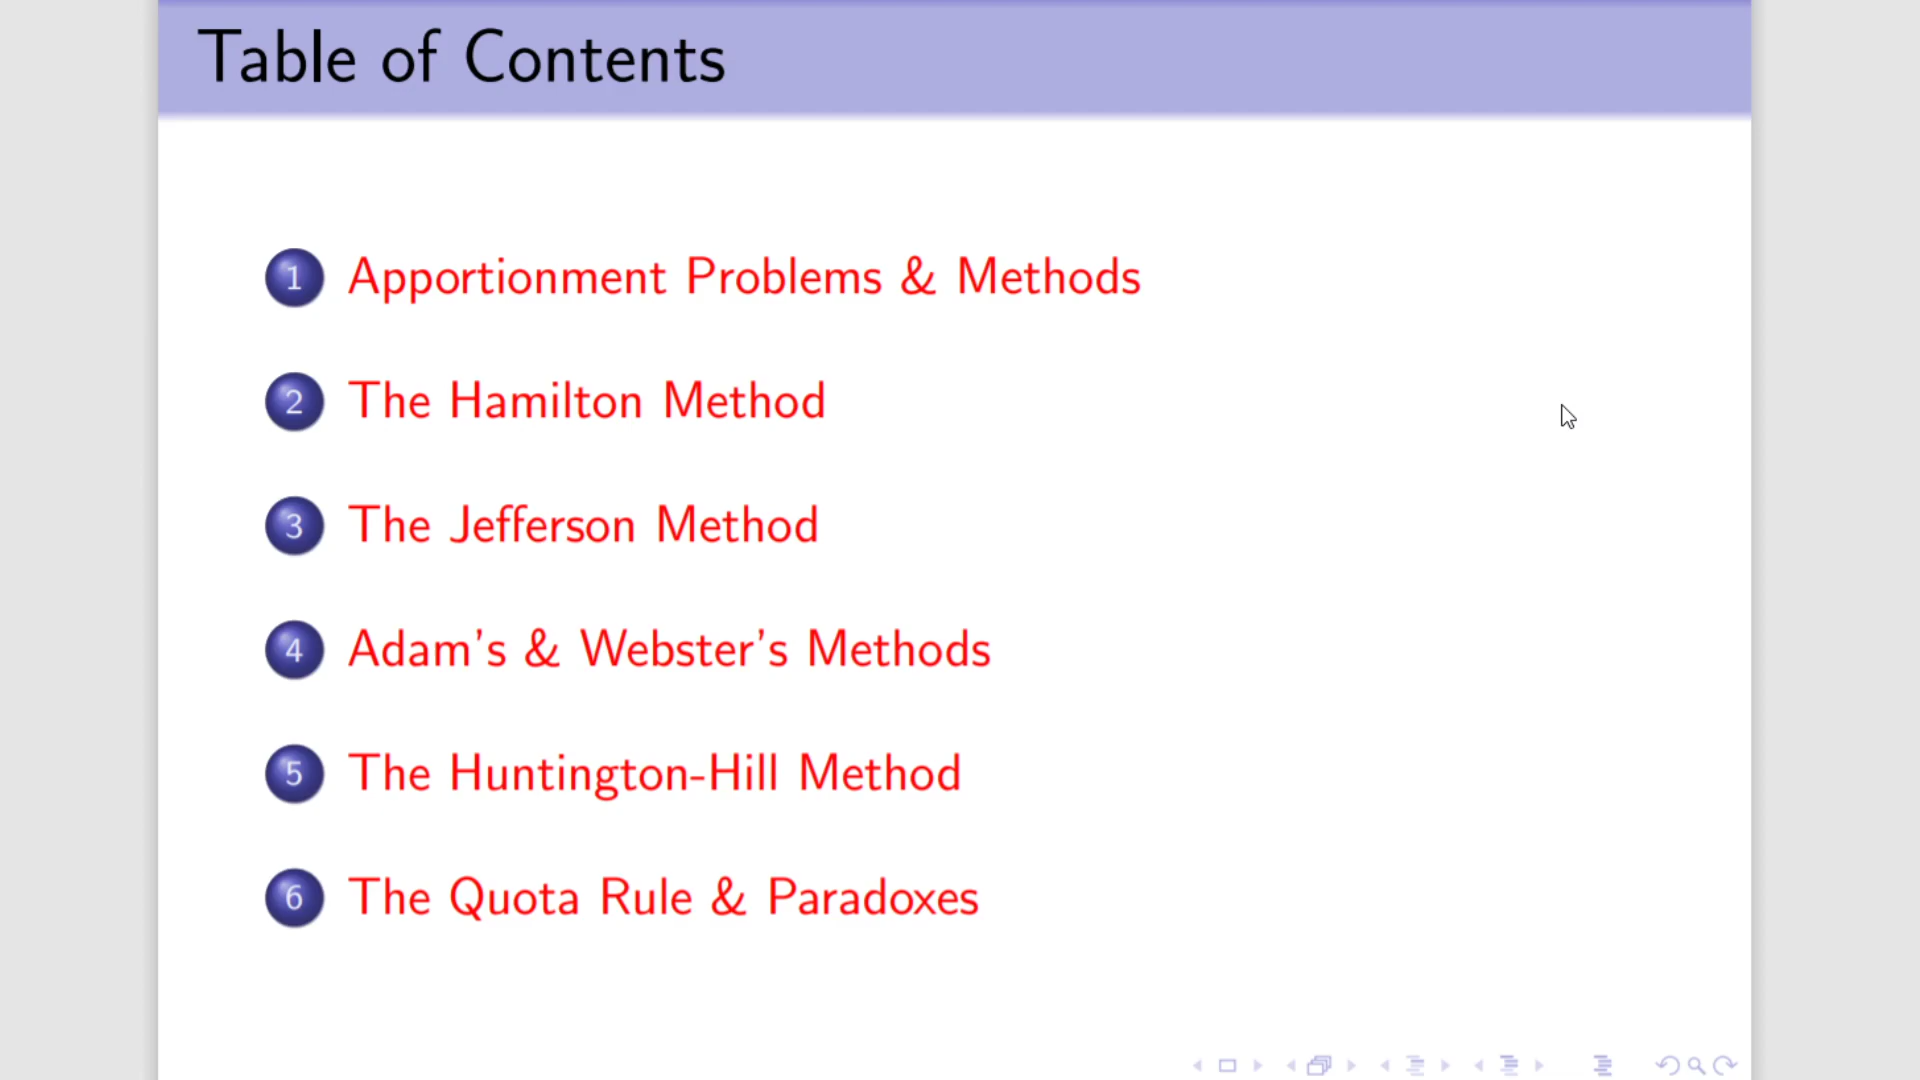 Table of Contents
1 Apportionment Problems & Methods
2 The Hamilton Method
3 The Jefferson Method
4 Adam's & Webster's Methods
5 The Huntington-Hill Method
6 The Quota Rule & Paradoxes